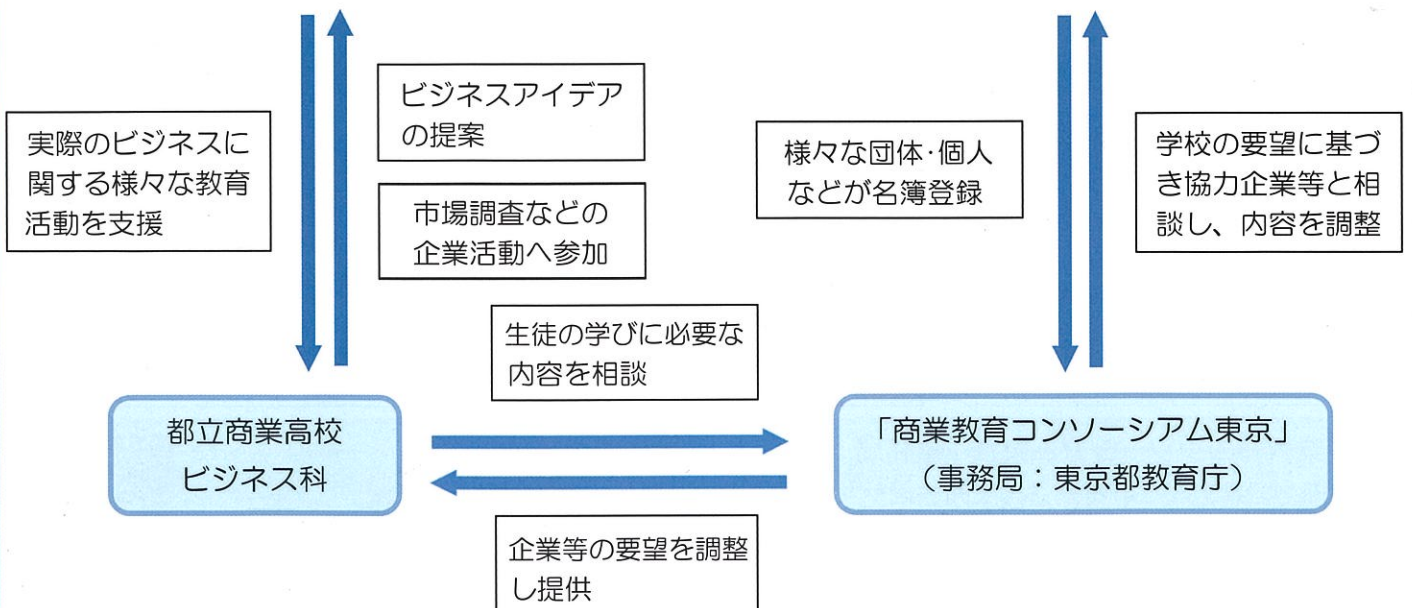 実際のビジネスに
関する様々な教育
活動を支援
ビジネスアイデア
の提案
市場調査などの
企業活動へ参加
様々な団体・個人
などが名簿登録
学校の要望に基づ
き協力企業等と相
談し、内容を調整
生徒の学びに必要な
内容を相談
都立商業高校
ビジネス科
「商業教育コンソーシアム東京」
(事務局:東京都教育庁)
企業等の要望を調整
し提供